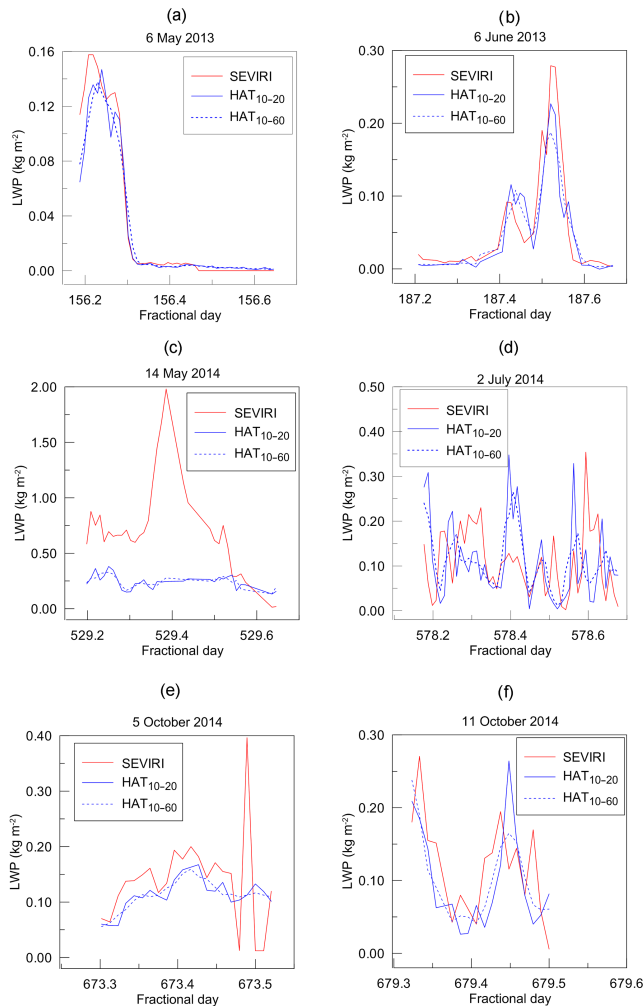 (a)
6 May 2013
LWP (kg m-2)
0.16
0.12
0.08
0.04
0.00
SEVIRI
HAT10–20
HAT10–60
156.2
156.4
156.6
Fractional day
(b)
6 June 2013
LWP (kg m-2)
0.30
0.20
0.10
0.00
SEVIRI
HAT10–20
HAT10–60
187.2
187.4
187.6
Fractional day
(c)
14 May 2014
LWP (kg m-2)
2.00
1.50
1.00
0.50
0.00
SEVIRI
HAT10–20
HAT10–60
529.2
529.4
529.6
Fractional day
(d)
2 July 2014
LWP (kg m-2)
0.50
0.40
0.30
0.20
0.10
0.00
SEVIRI
HAT10–20
HAT10–60
578.2
578.4
578.6
Fractional day
(e)
5 October 2014
LWP (kg m-2)
0.40
0.30
0.20
0.10
0.00
SEVIRI
HAT10–20
HAT10–60
673.3
673.4
673.5
Fractional day
(f)
11 October 2014
LWP (kg m-2)
0.30
0.20
0.10
0.00
SEVIRI
HAT10–20
HAT10–60
679.3
679.4
679.5
679.6
Fractional day